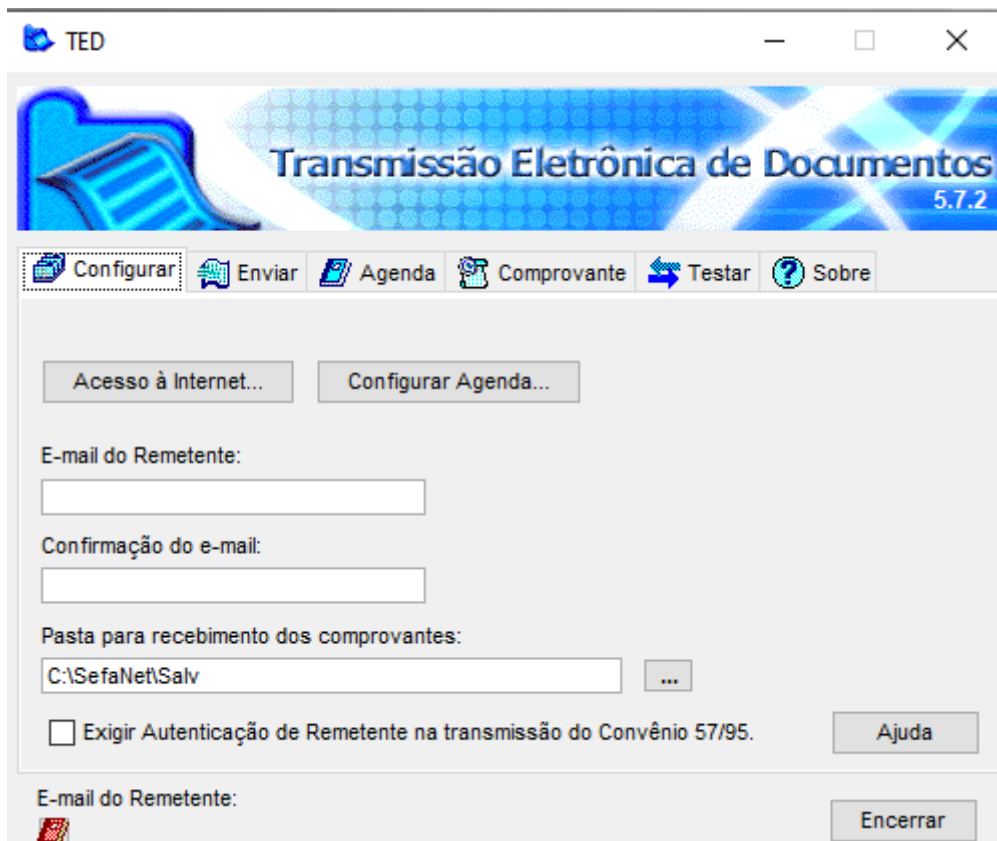 TED
Transmissão Eletrônica de Documentos
5.7.2
Configurar Enviar Agenda Comprovante Testar Sobre
Acesso à Internet... Configurar Agenda...
E-mail do Remetente:
Confirmação do e-mail:
Pasta para recebimento dos comprovantes:
C:\SefaNet\Salv ...
Exigir Autenticação de Remetente na transmissão do Convênio 57/95. Ajuda
E-mail do Remetente:
Encerrar